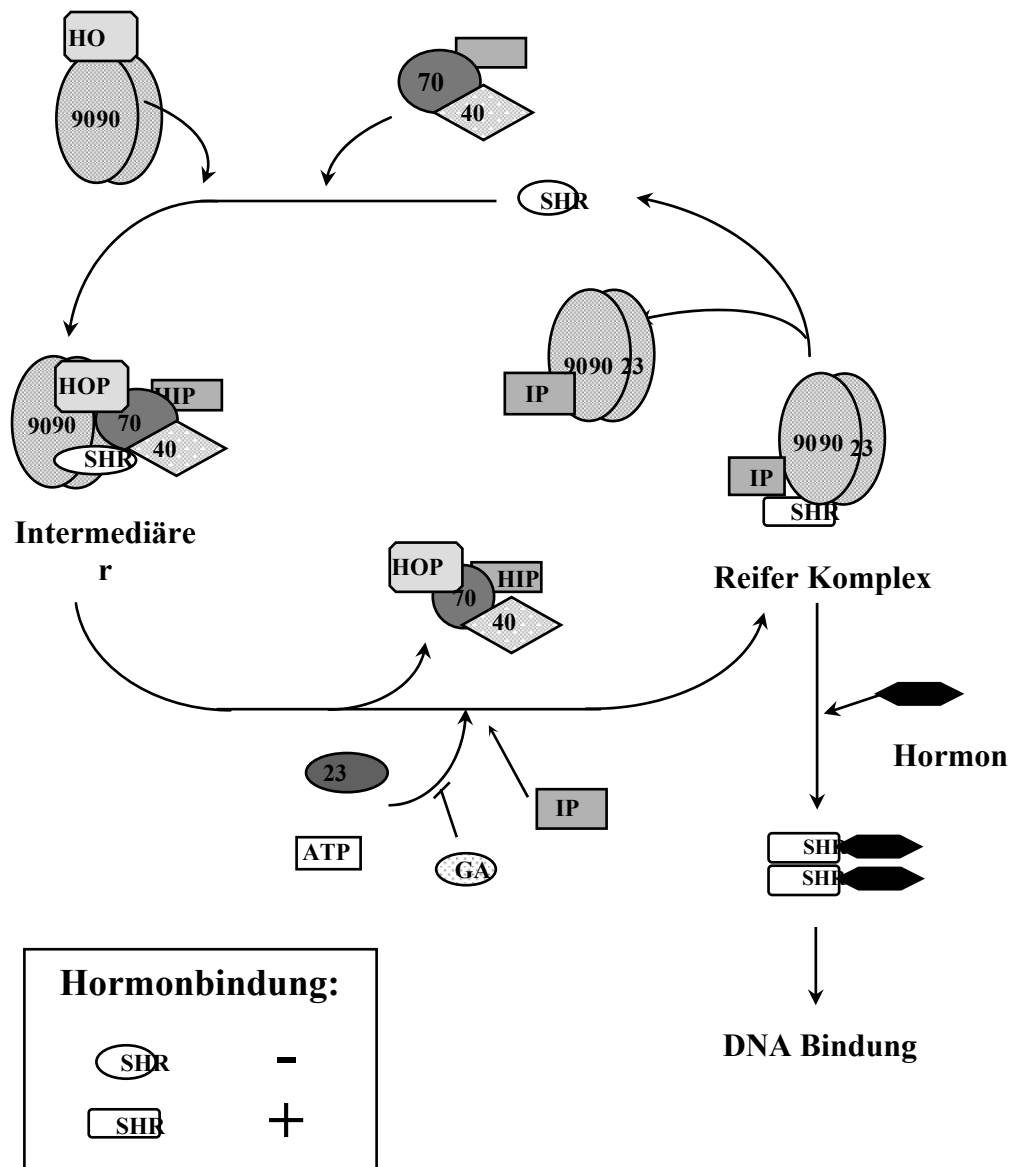 HO
9090
70
40
SHR
9090 23
IP
HOP
HIP
9090
70
40
SHR
9090 23
IP
SHR
Intermediäre
r
Reifer Komplex
HOP
HIP
70
40
Hormon
23
IP
ATP
GA
SHR
SHR
Hormonbindung:
SHR -
SHR +
DNA Bindung